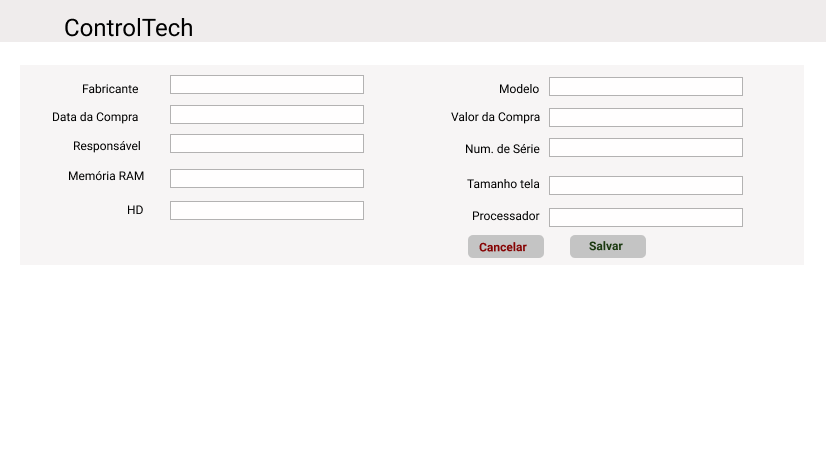 ControlTech
Fabricante
Modelo
Data da Compra
Valor da Compra
Responsável
Num. de Série
Memória RAM
Tamanho tela
HD
Processador
Cancelar
Salvar